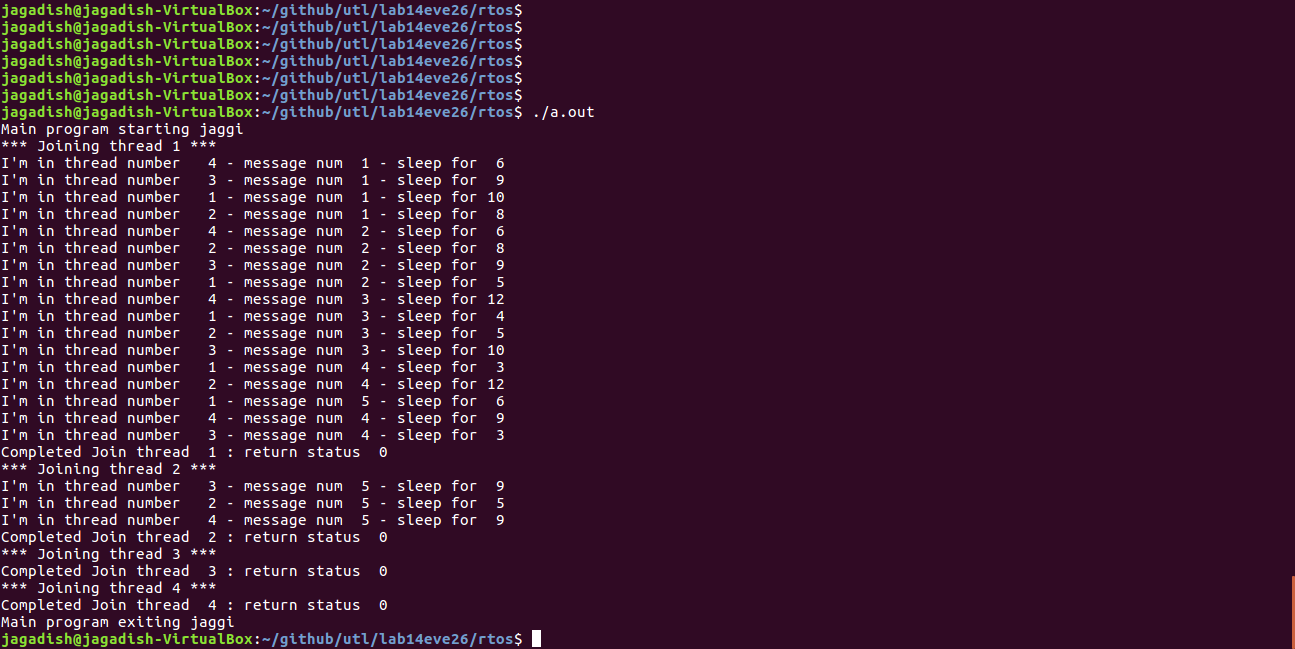 jagadish@jagadish-VirtualBox:~/github/utl/lab14eve26/rtos$
jagadish@jagadish-VirtualBox:~/github/utl/lab14eve26/rtos$
jagadish@jagadish-VirtualBox:~/github/utl/lab14eve26/rtos$
jagadish@jagadish-VirtualBox:~/github/utl/lab14eve26/rtos$
jagadish@jagadish-VirtualBox:~/github/utl/lab14eve26/rtos$
jagadish@jagadish-VirtualBox:~/github/utl/lab14eve26/rtos$
jagadish@jagadish-VirtualBox:~/github/utl/lab14eve26/rtos$ ./a.out
Main program starting jaggi
*** Joining thread 1 ***
I'm in thread number   4 - message num  1 - sleep for  6
I'm in thread number   3 - message num  1 - sleep for  9
I'm in thread number   1 - message num  1 - sleep for 10
I'm in thread number   2 - message num  1 - sleep for  8
I'm in thread number   4 - message num  2 - sleep for  6
I'm in thread number   2 - message num  2 - sleep for  8
I'm in thread number   3 - message num  2 - sleep for  9
I'm in thread number   1 - message num  2 - sleep for  5
I'm in thread number   4 - message num  3 - sleep for 12
I'm in thread number   1 - message num  3 - sleep for  4
I'm in thread number   2 - message num  3 - sleep for  5
I'm in thread number   3 - message num  3 - sleep for 10
I'm in thread number   1 - message num  4 - sleep for  3
I'm in thread number   2 - message num  4 - sleep for 12
I'm in thread number   1 - message num  5 - sleep for  6
I'm in thread number   4 - message num  4 - sleep for  9
I'm in thread number   3 - message num  4 - sleep for  3
Completed Join thread  1 : return status  0
*** Joining thread 2 ***
I'm in thread number   3 - message num  5 - sleep for  9
I'm in thread number   2 - message num  5 - sleep for  5
I'm in thread number   4 - message num  5 - sleep for  9
Completed Join thread  2 : return status  0
*** Joining thread 3 ***
Completed Join thread  3 : return status  0
*** Joining thread 4 ***
Completed Join thread  4 : return status  0
Main program exiting jaggi
jagadish@jagadish-VirtualBox:~/github/utl/lab14eve26/rtos$